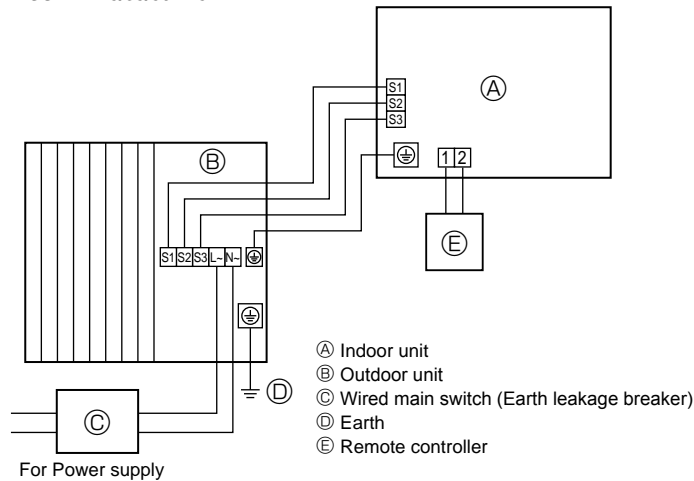 S1
S2
S3
Ⓐ
1 2
Ⓑ
S1 S2 S3 L~ N~
Ⓔ
Ⓓ
Ⓒ
For Power supply
Ⓐ Indoor unit
Ⓑ Outdoor unit
Ⓒ Wired main switch (Earth leakage breaker)
Ⓓ Earth
Ⓔ Remote controller